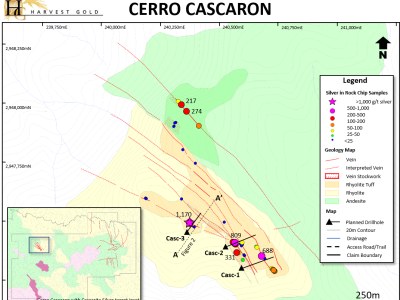 HARVEST GOLD
CERRO CASCARON
239,750mE
240,000mE
240,250mE
240,500mE
240,750mE
241,000mE
2,948,250mN
2,948,000mN
2,947,750mN
N
217
274
1,170
A'
Casc-3
Figure 2
A
809
Casc-2
331
688
Casc-1
250m
Legend
Silver in Rock Chip Samples
>1,000 g/t silver
500-1,000
200-500
100-200
50-100
25-50
<25
Geology Map
Vein
Interpreted Vein
Vein Stockwork
Rhyolite Tuff
Rhyolite
Andesite
Map
Planned Drillhole
20m Contour
Drainage
Access Road/Trail
Claim Boundary